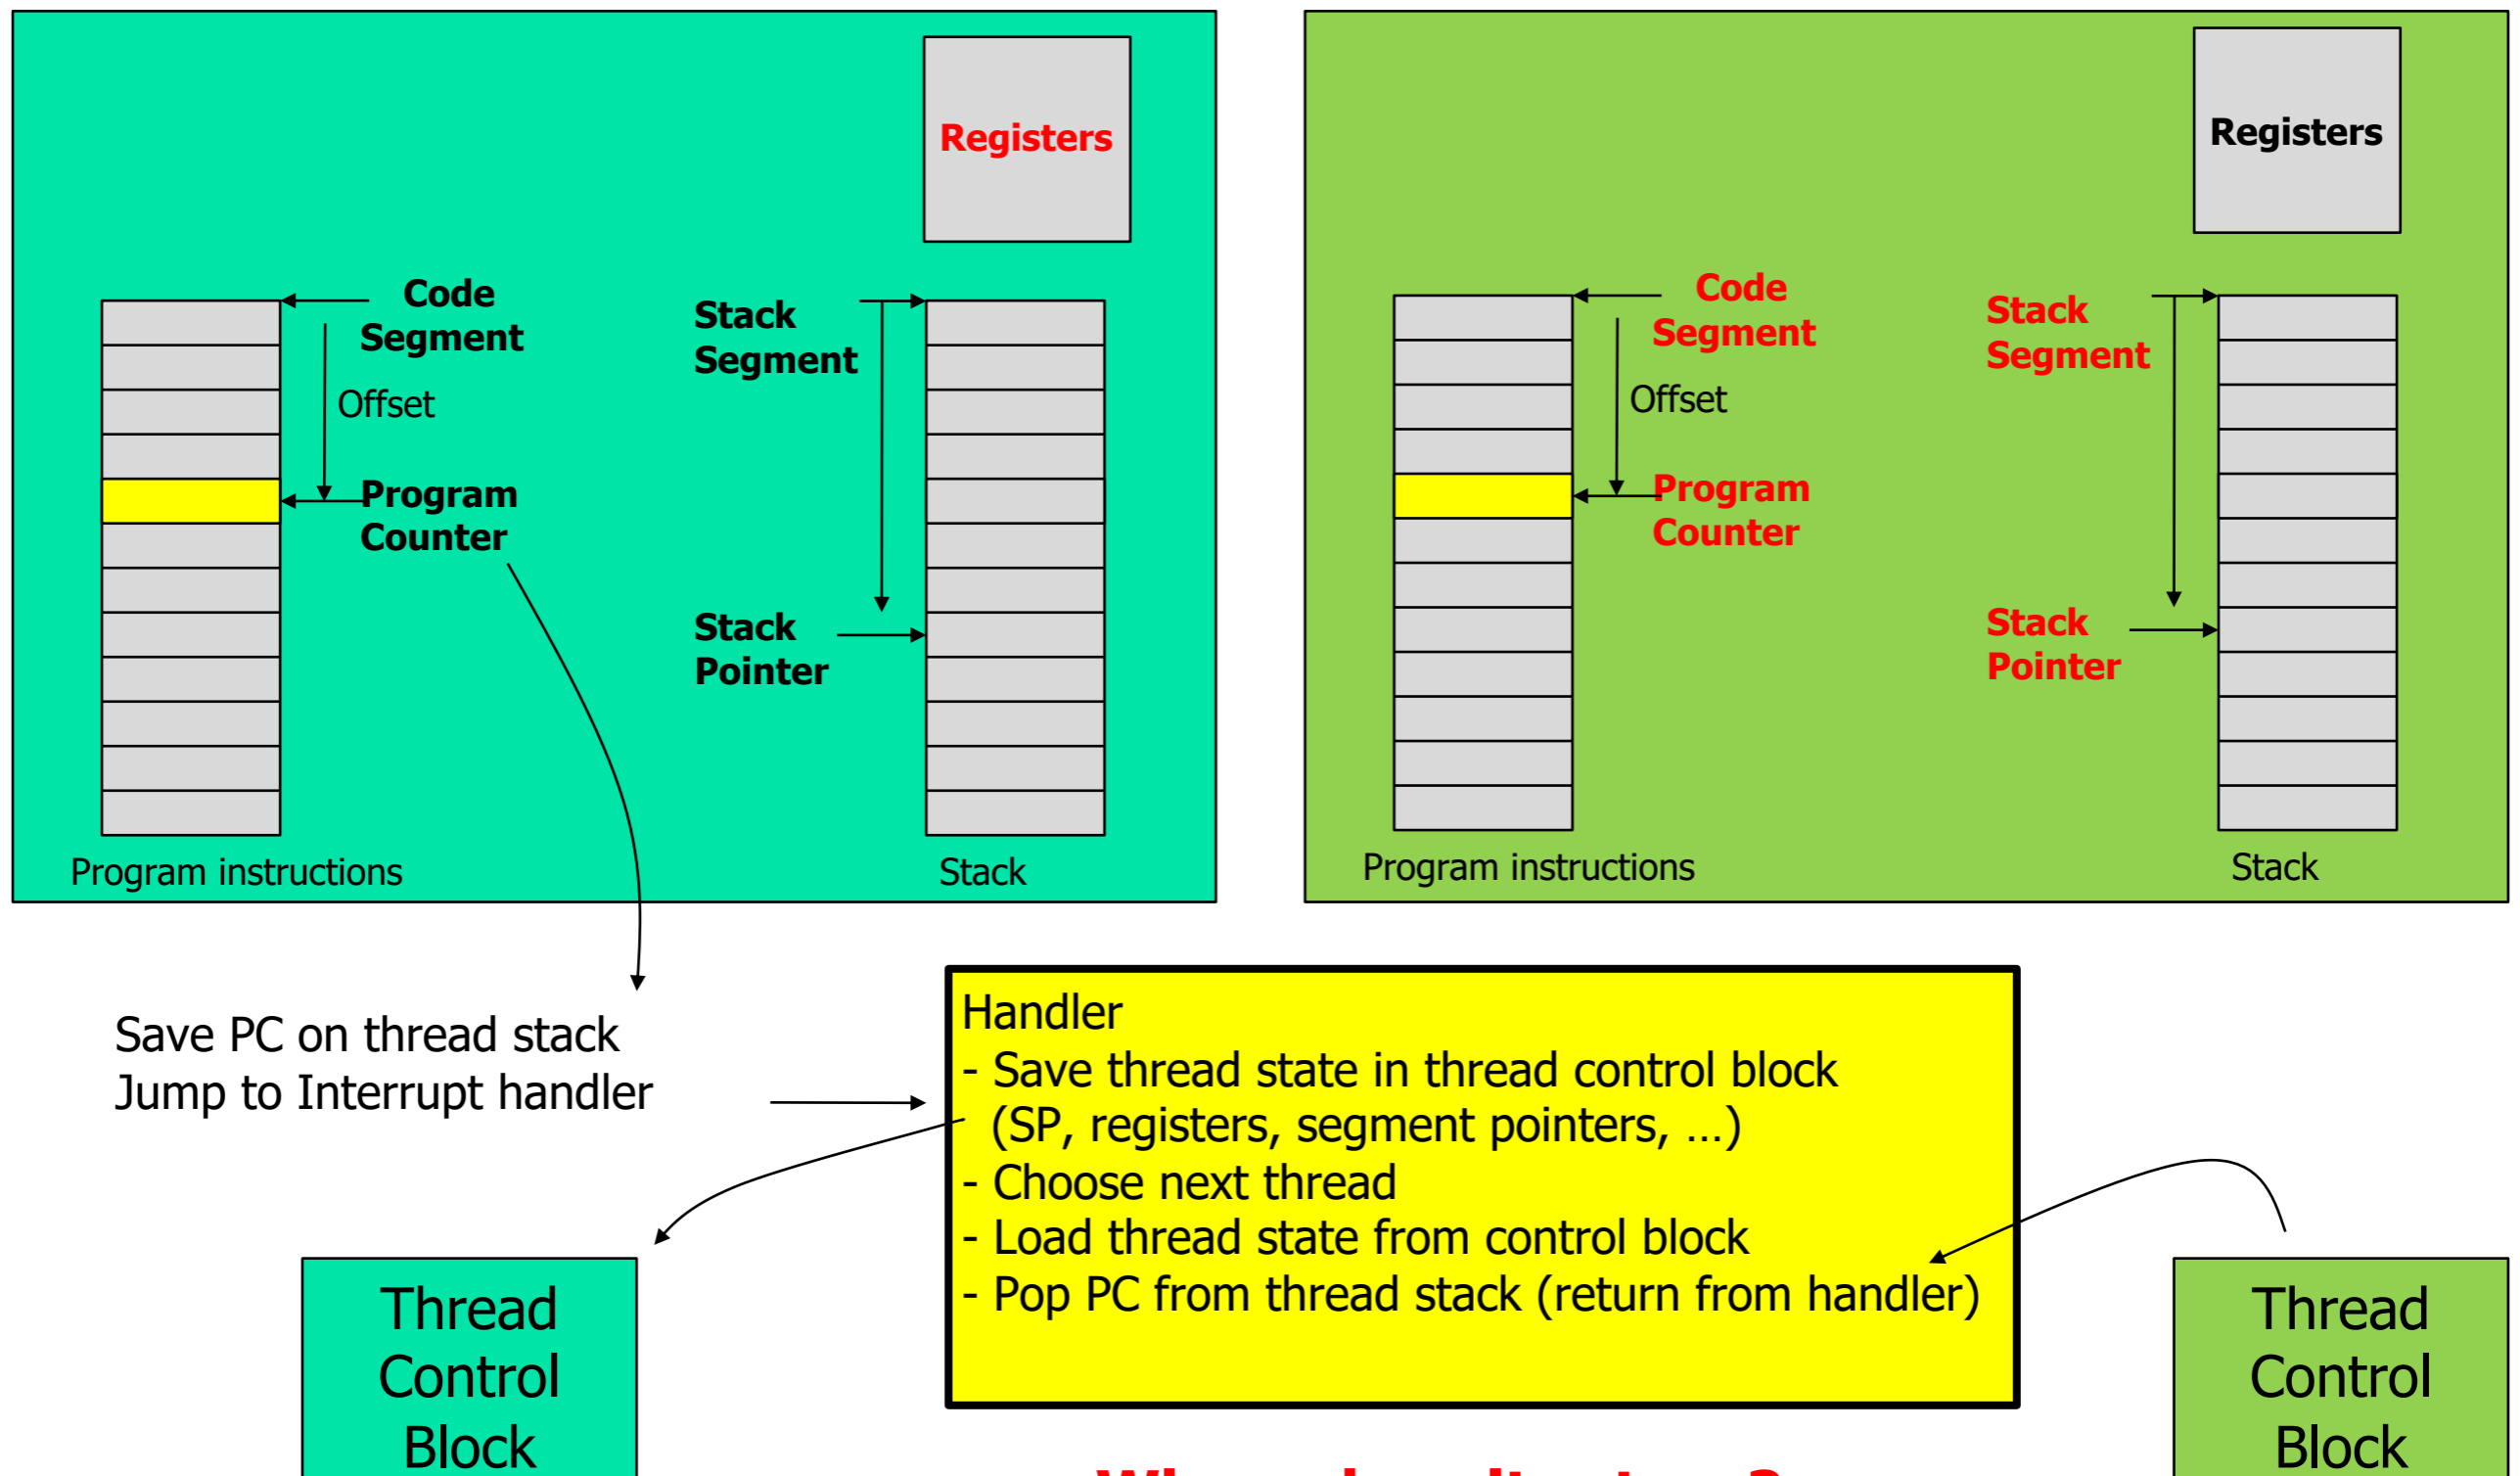 Registers
Code
Segment
Offset
Program
Counter
Stack
Segment
Stack
Pointer
Program instructions
Stack
Registers
Code
Segment
Offset
Program
Counter
Stack
Segment
Stack
Pointer
Program instructions
Stack
Save PC on thread stack
Jump to Interrupt handler
Handler
- Save thread state in thread control block
(SP, registers, segment pointers, …)
- Choose next thread
- Load thread state from control block
- Pop PC from thread stack (return from handler)
Thread
Control
Block
Thread
Control
Block